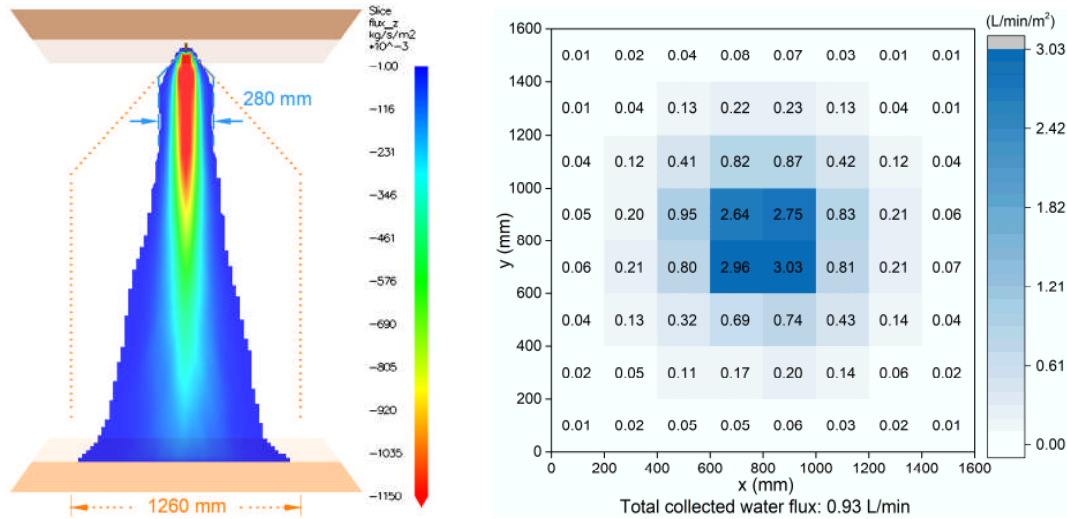 Slice
flux_z
kg/s/m2
*10^-3
-1.00
-116
-231
-346
-461
-576
-690
-805
-920
-1035
-1150
280 mm
1260 mm
(L/min/m²)
1600
1400
1200
1000
800
600
400
200
0
y (mm)
0.01 0.02 0.04 0.08 0.07 0.03 0.01 0.01
0.01 0.04 0.13 0.22 0.23 0.13 0.04 0.01
0.04 0.12 0.41 0.82 0.87 0.42 0.12 0.04
0.05 0.20 0.95 2.64 2.75 0.83 0.21 0.06
0.06 0.21 0.80 2.96 3.03 0.81 0.21 0.07
0.04 0.13 0.32 0.69 0.74 0.43 0.14 0.04
0.02 0.05 0.11 0.17 0.20 0.14 0.06 0.02
0.01 0.02 0.05 0.05 0.06 0.03 0.02 0.01
0 200 400 600 800 1000 1200 1400 1600
x (mm)
Total collected water flux: 0.93 L/min
3.03
2.42
1.82
1.21
0.61
0.00